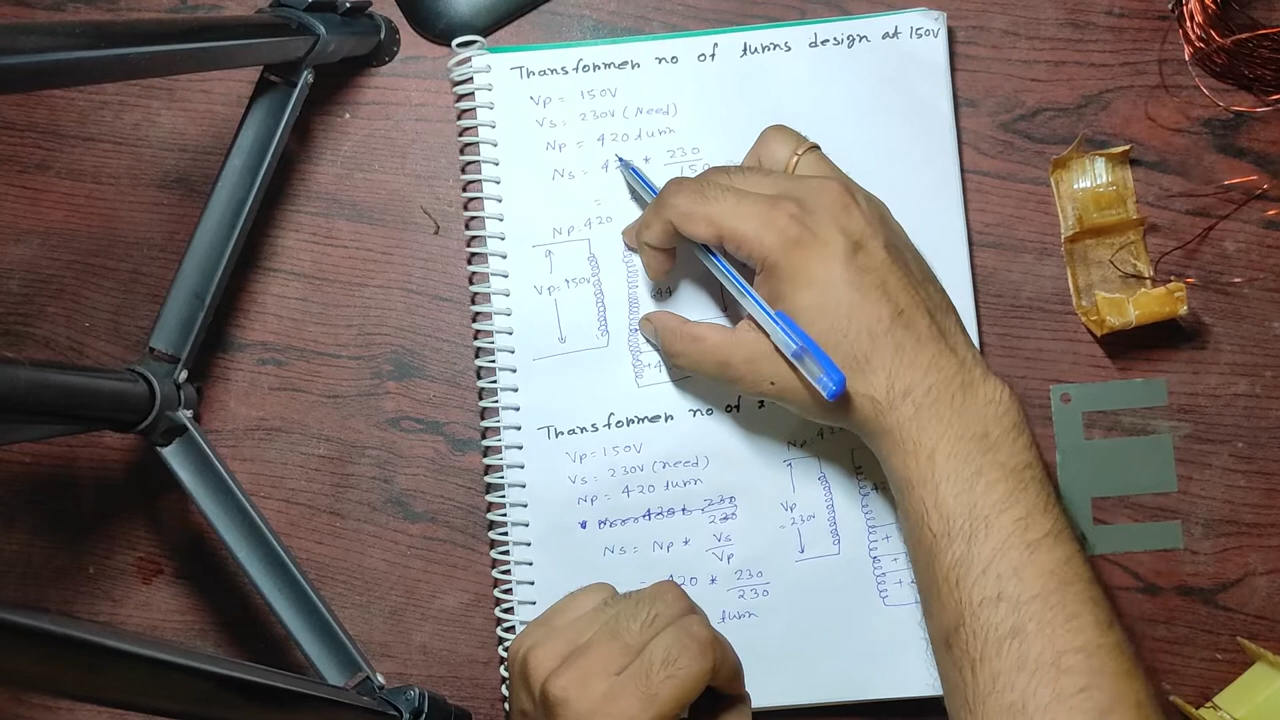 Transformer no of turns design at 150V
Vp = 150V
Vs = 230V (Need)
Np = 420 turn
Ns = * 230/150
=
Np = 420
Vp = 150V
644
+4
Transformer no of
Vp = 150V
Vs = 230V (need)
Np = 420 turn
Ns = Np * Vs/Vp
= 420 * 230/230
turn
Np = 420
Vp
= 230V
+
+
+